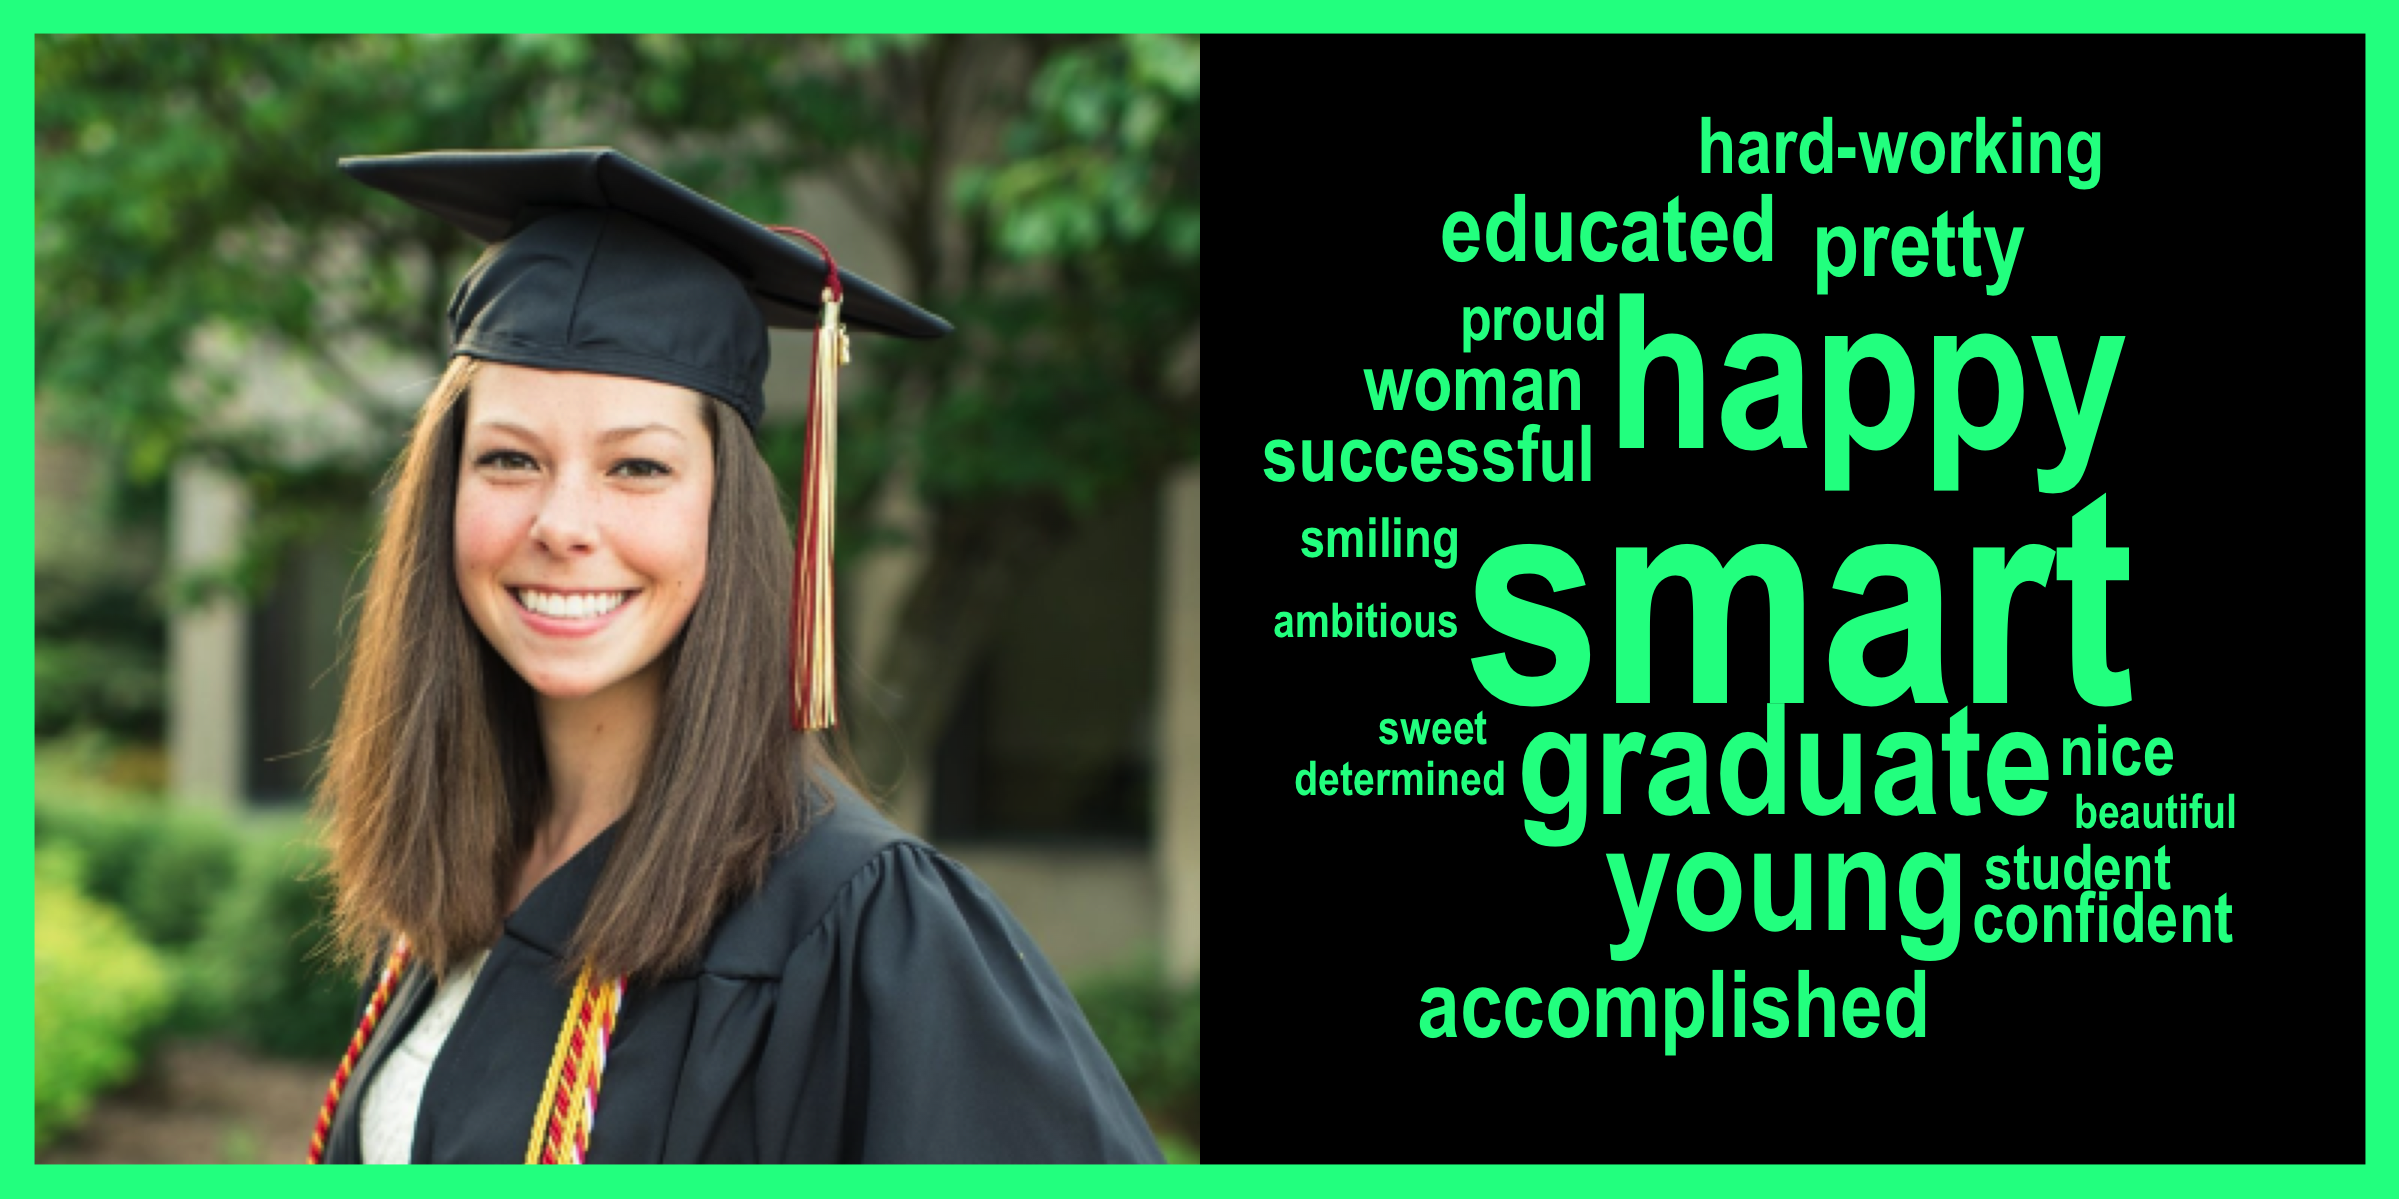 hard-working
educated pretty
proud
happy
woman
successful
smiling
smart
ambitious
sweet
graduate
nice
determined
beautiful
young
student
confident
accomplished